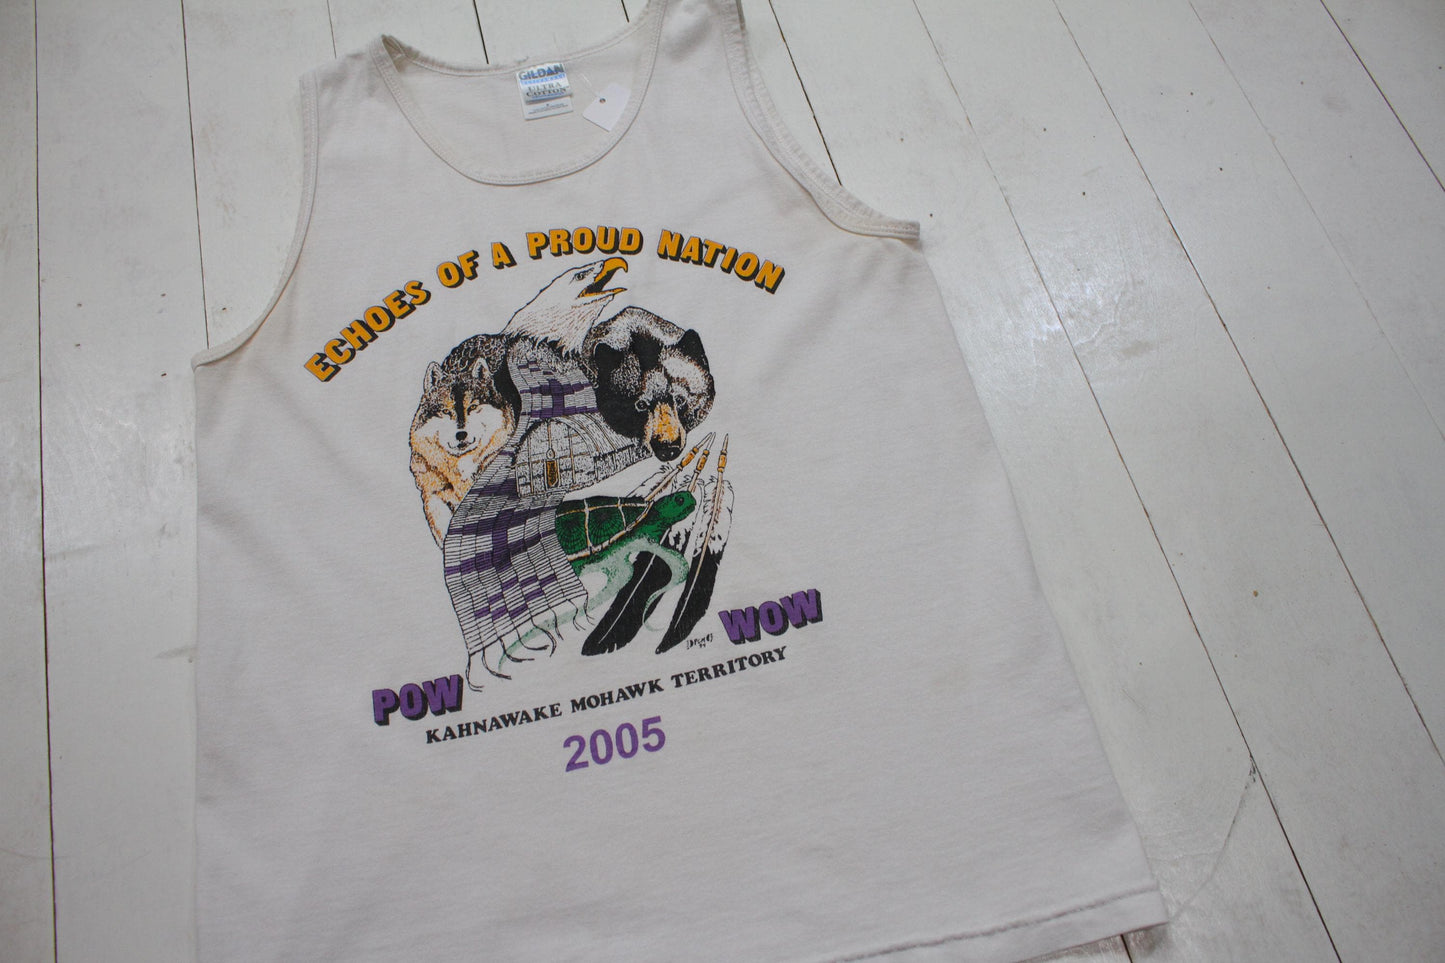 GILDAN
ULTRA
COTTON
ECHOES OF A PROUD NATION
POW WOW
KAHNAWAKE MOHAWK TERRITORY
2005